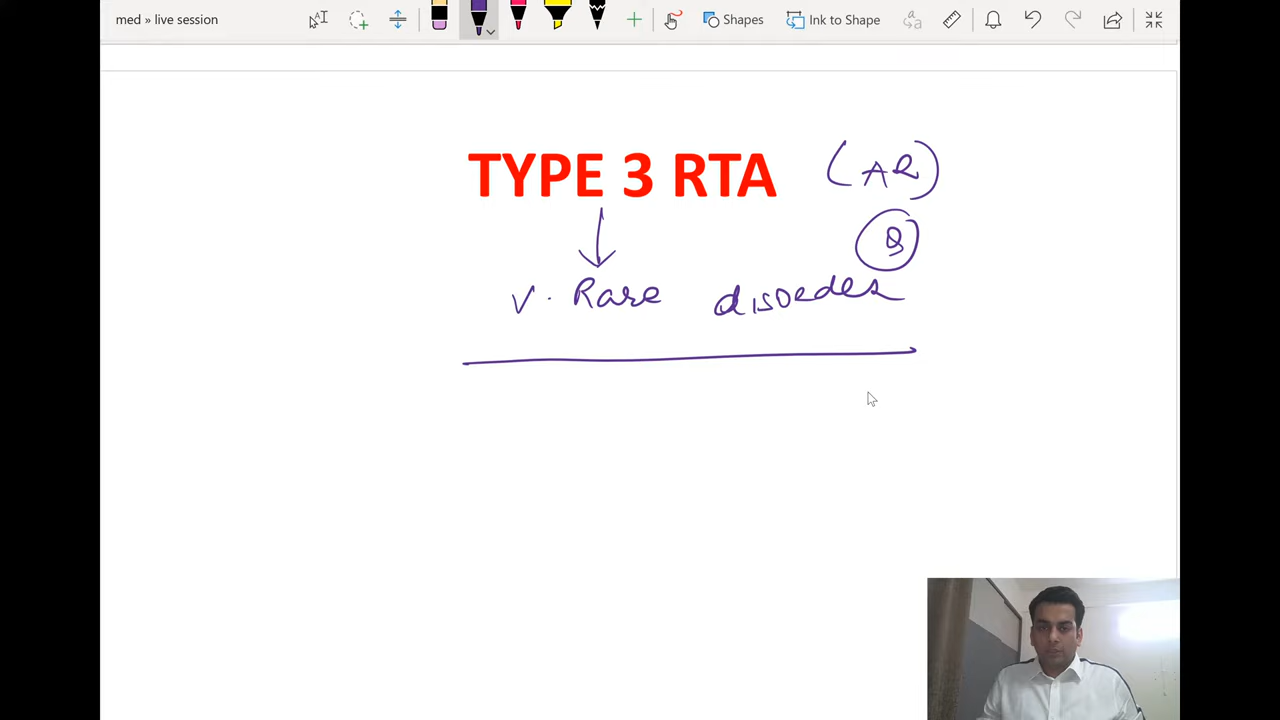 med » live session
Shapes
Ink to Shape
TYPE 3 RTA (AR)
Q
V. Rare disorder